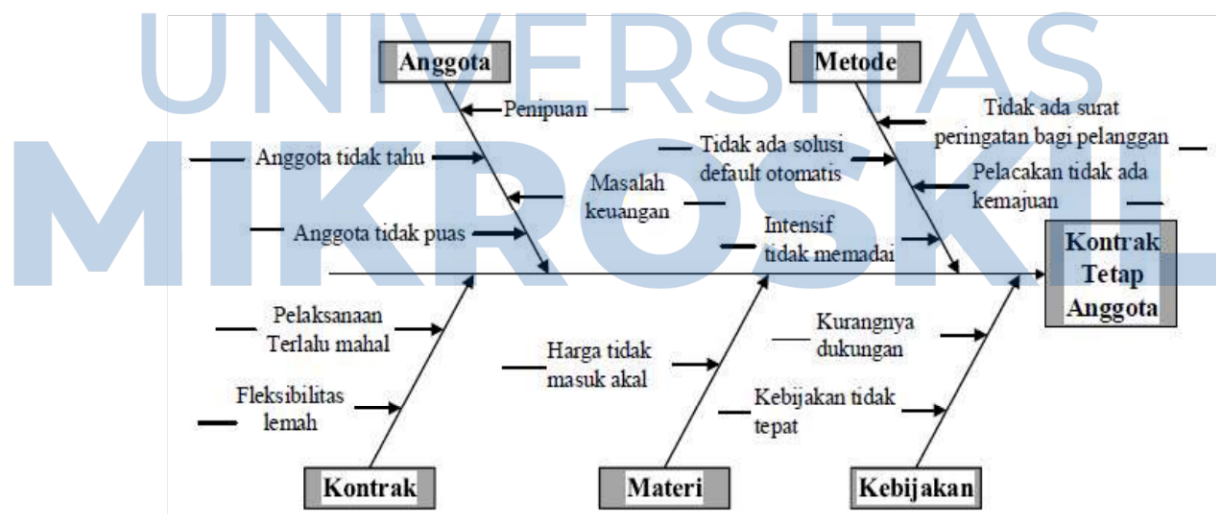 UNIVERSITAS
MIKROSKIL
Anggota
Metode
Penipuan
Tidak ada surat
peringatan bagi pelanggan
Anggota tidak tahu
Tidak ada solusi
default otomatis
Masalah
keuangan
Pelacakan tidak ada
kemajuan
Anggota tidak puas
Intensif
tidak memadai
Kontrak
Tetap
Anggota
Pelaksanaan
Terlalu mahal
Harga tidak
masuk akal
Kurangnya
dukungan
Fleksibilitas
lemah
Kebijakan tidak
tepat
Kontrak
Materi
Kebijakan